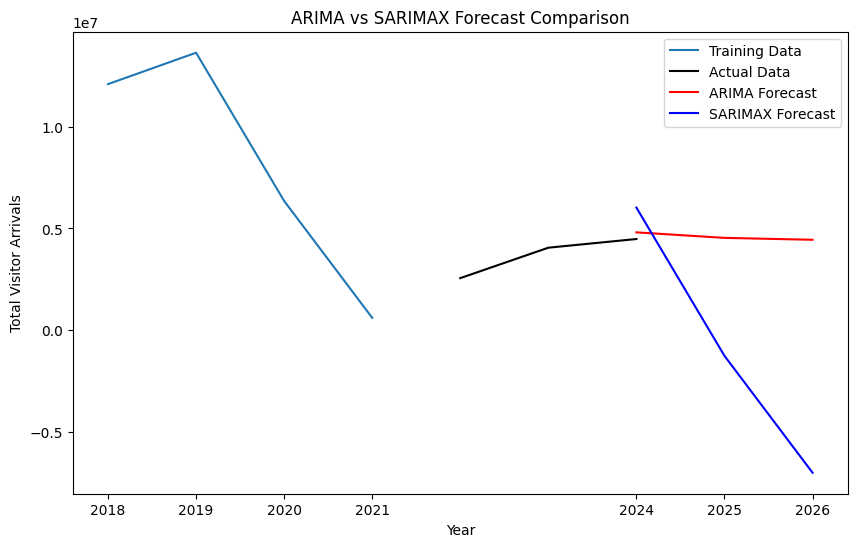 ARIMA vs SARIMAX Forecast Comparison
1e7
Training Data
Actual Data
ARIMA Forecast
SARIMAX Forecast
1.0
0.5
0.0
−0.5
Total Visitor Arrivals
2018 2019 2020 2021 2024 2025 2026
Year